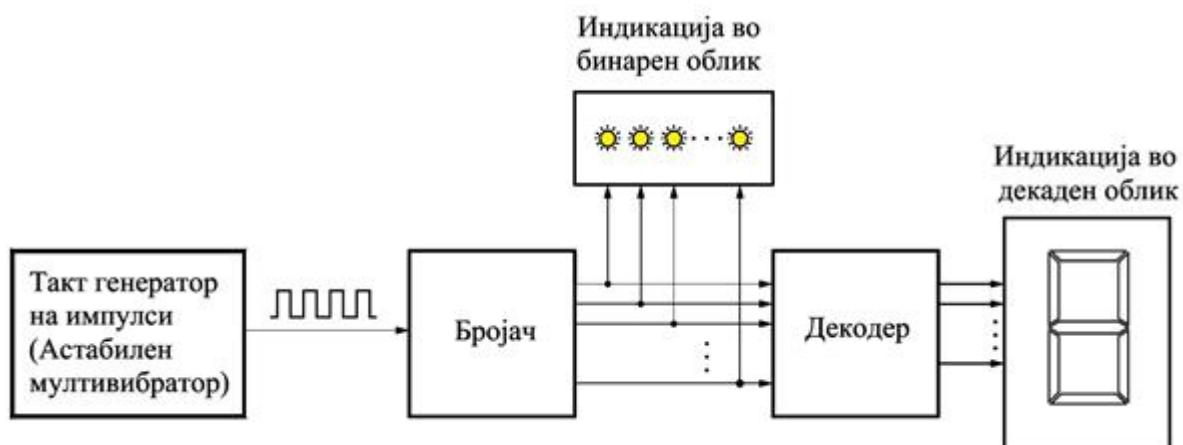 Индикација во
бинарен облик
Индикација во
декаден облик
Такт генератор
на импулси
(Астабилен
мултивибратор)
Бројач
Декодер